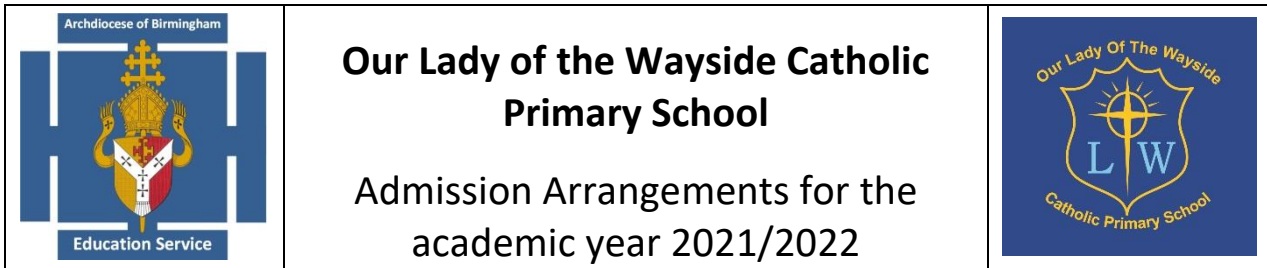 Archdiocese of Birmingham
Education Service
Our Lady of the Wayside Catholic
Primary School
Admission Arrangements for the
academic year 2021/2022
Our Lady Of The Wayside
L W
Catholic Primary School